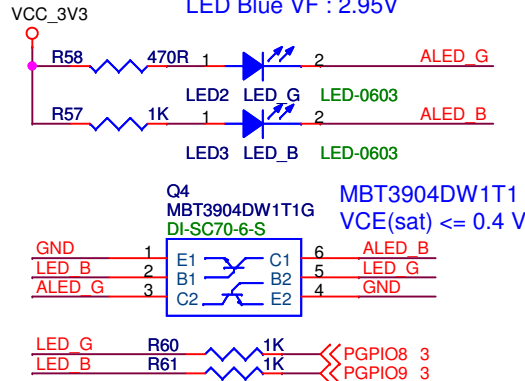 LED Blue VF : 2.95V
VCC_3V3
R58 470R 1 2 ALED_G
LED2 LED_G LED-0603
R57 1K 1 2 ALED_B
LED3 LED_B LED-0603
Q4
MBT3904DW1T1G
DI-SC70-6-S
MBT3904DW1T1
VCE(sat) <= 0.4 V
GND 1 E1 C1 6 ALED_B
LED_B 2 B1 B2 5 LED_G
ALED_G 3 C2 E2 4 GND
LED_G R60 1K PGPIO8 3
LED_B R61 1K PGPIO9 3